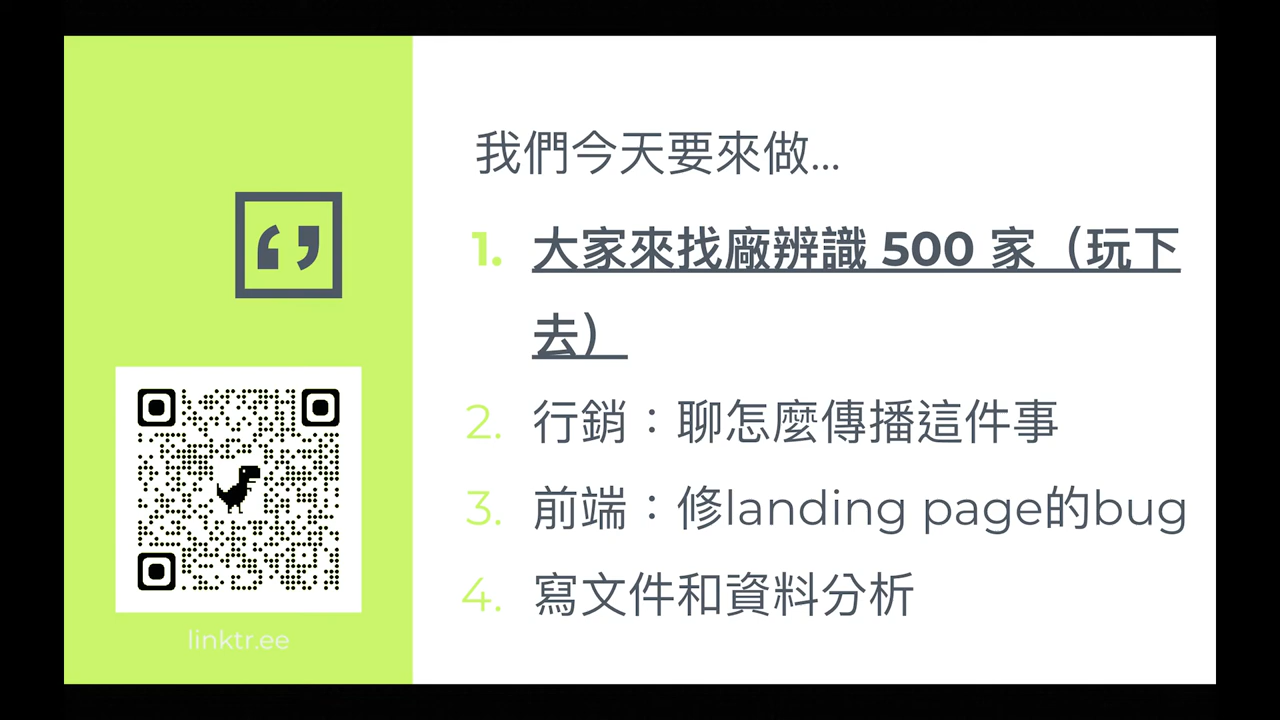 我們今天要來做...
1. 大家來找廠辨識 500 家（玩下
去）
2. 行銷：聊怎麼傳播這件事
3. 前端：修landing page的bug
4. 寫文件和資料分析
linktr.ee